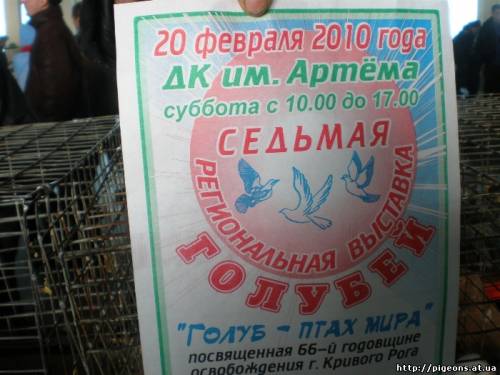 20 февраля 2010 года
ДК им. Артёма
суббота с 10.00 до 17.00
СЕДЬМАЯ
РЕГИОНАЛЬНАЯ ВЫСТАВКА
ГОЛУБЕЙ
"ГОЛУБ - ПТАХ МИРА"
посвященная 66-й годовщине
освобождения г. Кривого Рога
http://pigeons.at.ua